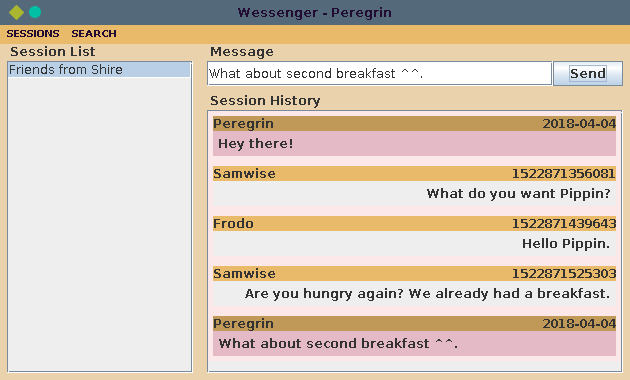 Wessenger - Peregrin
SESSIONS SEARCH
Session List
Friends from Shire
Message
What about second breakfast ^^.
Send
Session History
Peregrin 2018-04-04
Hey there!
Samwise 1522871356081
What do you want Pippin?
Frodo 1522871439643
Hello Pippin.
Samwise 1522871525303
Are you hungry again? We already had a breakfast.
Peregrin 2018-04-04
What about second breakfast ^^.